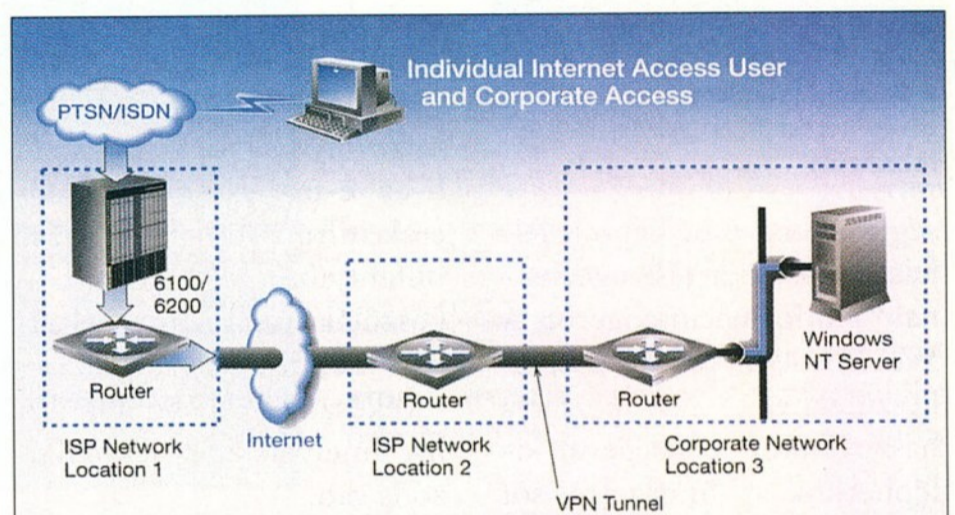 Individual Internet Access User
and Corporate Access
PTSN/ISDN
6100/
6200
Router
Internet
Router
Router
Windows
NT Server
ISP Network
Location 1
ISP Network
Location 2
Corporate Network
Location 3
VPN Tunnel